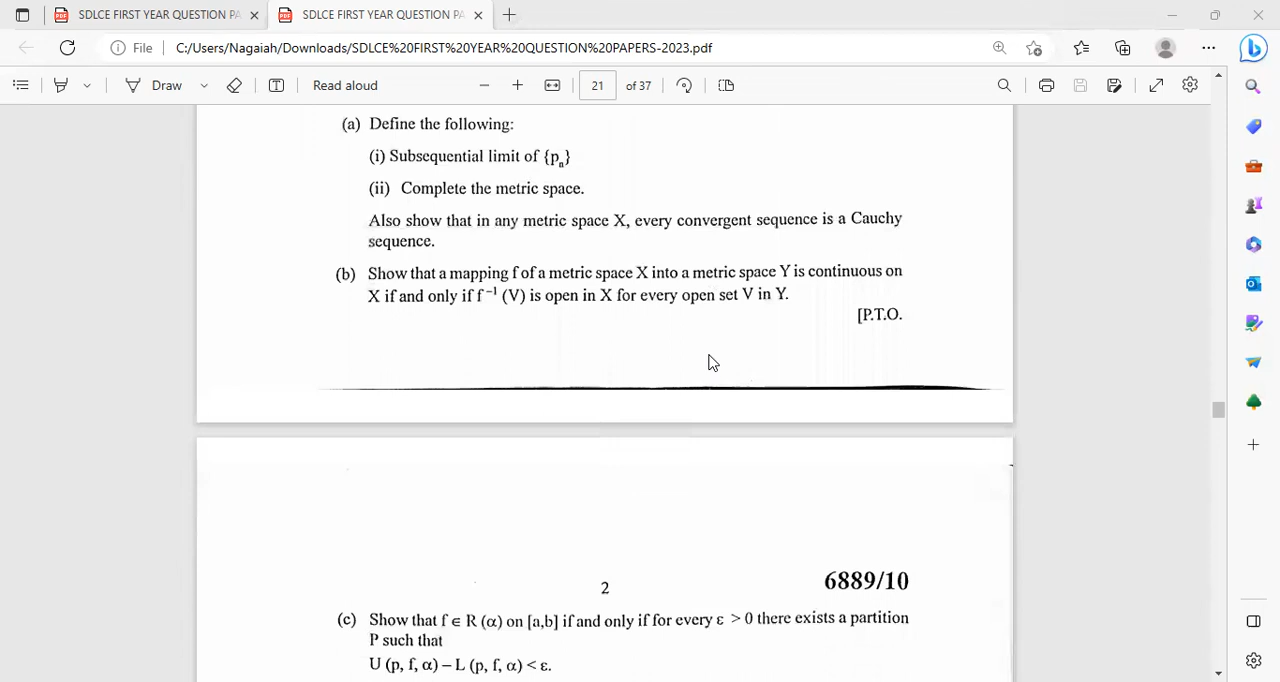 SDLCE FIRST YEAR QUESTION PA
SDLCE FIRST YEAR QUESTION PA
File
C:/Users/Nagaiah/Downloads/SDLCE%20FIRST%20YEAR%20QUESTION%20PAPERS-2023.pdf
Draw
Read aloud
21
of 37
(a) Define the following:
(i) Subsequential limit of {pₙ}
(ii) Complete the metric space.
Also show that in any metric space X, every convergent sequence is a Cauchy
sequence.
(b) Show that a mapping f of a metric space X into a metric space Y is continuous on
X if and only if f⁻¹ (V) is open in X for every open set V in Y.
[P.T.O.
2
6889/10
(c) Show that f ∈ R (α) on [a,b] if and only if for every ε > 0 there exists a partition
P such that
U (p, f, α) – L (p, f, α) < ε.